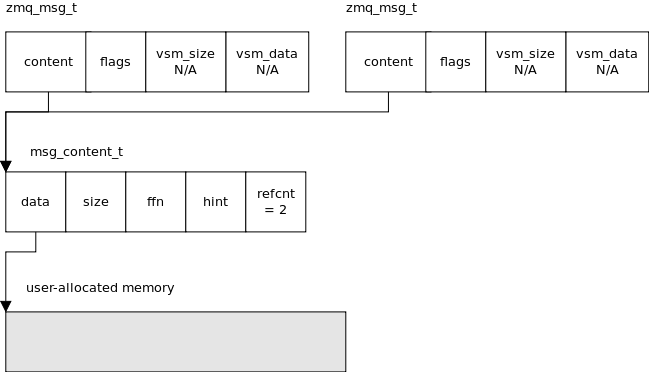 zmq_msg_t zmq_msg_t
content flags vsm_size N/A vsm_data N/A content flags vsm_size N/A vsm_data N/A
msg_content_t
data size ffn hint refcnt = 2
user-allocated memory